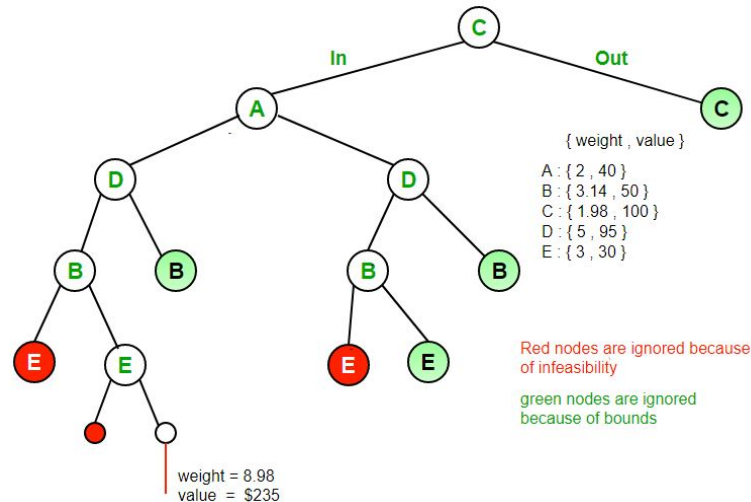 C
In
Out
A
C
{ weight , value }
A : { 2 , 40 }
B : { 3.14 , 50 }
C : { 1.98 , 100 }
D : { 5 , 95 }
E : { 3 , 30 }
D
D
B
B
B
B
E
E
E
E
Red nodes are ignored because
of infeasibility
green nodes are ignored
because of bounds
weight = 8.98
value = $235